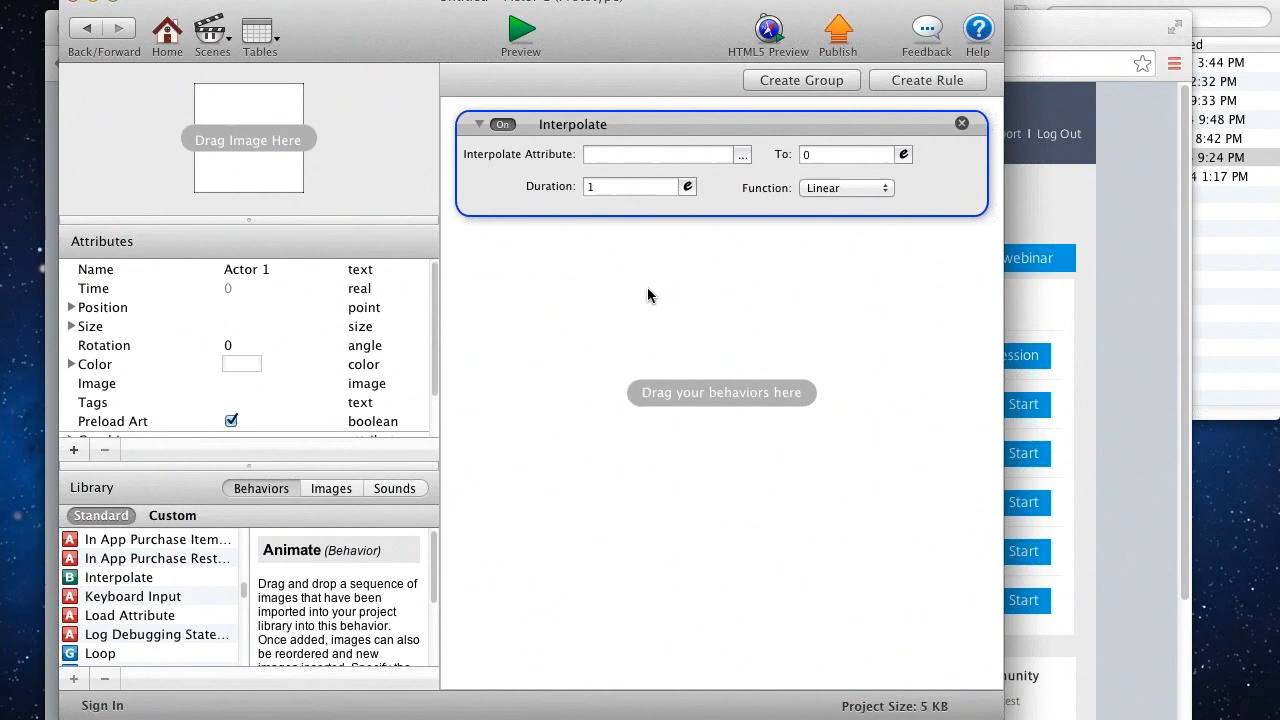 Back/Forward
Home
Scenes
Tables
Preview
HTML5 Preview
Publish
Feedback
Help
Create Group
Create Rule
Drag Image Here
On
Interpolate
Interpolate Attribute:
...
To:
0
e
Duration:
1
e
Function:
Linear
Attributes
Name Actor 1 text
Time 0 real
Position point
Size size
Rotation 0 angle
Color color
Image image
Tags text
Preload Art boolean
Drag your behaviors here
Library
Behaviors
Images
Sounds
Standard
Custom
A In App Purchase Item...
A In App Purchase Rest...
B Interpolate
A Keyboard Input
A Load Attribute
A Log Debugging State...
G Loop
Animate (Behavior)
Drag and drop a sequence of
images that have been
imported into your project
library into this behavior.
Once added, images can also
be reordered and new
Sign In
Project Size: 5 KB
Log Out
webinar
Start
Start
Start
Start
Start
3:44 PM
2:32 PM
9:33 PM
9:48 PM
8:42 PM
9:24 PM
1:17 PM